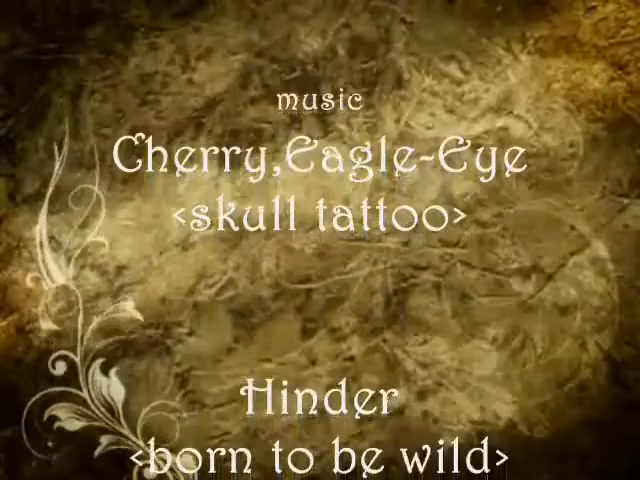 music
Cherry,Eagle-Eye
<skull tattoo>
Hinder
<born to be wild>